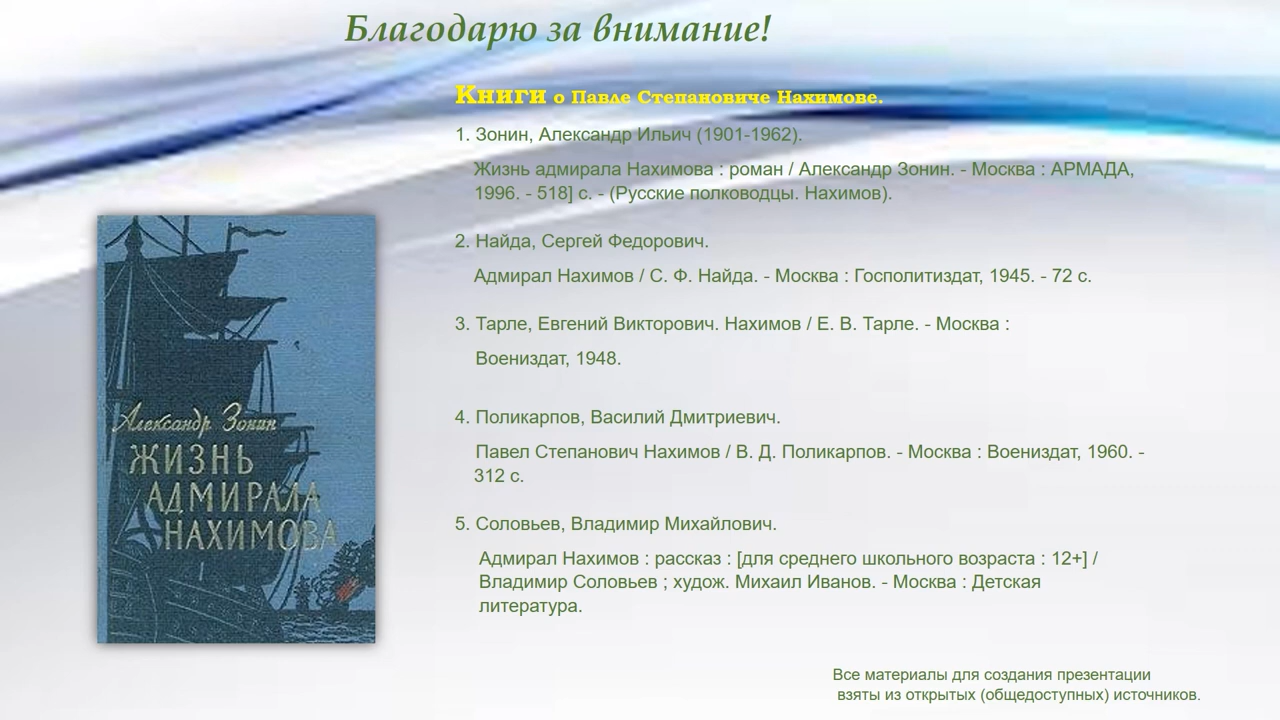 Благодарю за внимание!
Книги о Павле Степановиче Нахимове.
1. Зонин, Александр Ильич (1901-1962).
Жизнь адмирала Нахимова : роман / Александр Зонин. - Москва : АРМАДА,
1996. - 518] с. - (Русские полководцы. Нахимов).
2. Найда, Сергей Федорович.
Адмирал Нахимов / С. Ф. Найда. - Москва : Госполитиздат, 1945. - 72 с.
3. Тарле, Евгений Викторович. Нахимов / Е. В. Тарле. - Москва :
Воениздат, 1948.
4. Поликарпов, Василий Дмитриевич.
Павел Степанович Нахимов / В. Д. Поликарпов. - Москва : Воениздат, 1960. -
312 с.
5. Соловьев, Владимир Михайлович.
Адмирал Нахимов : рассказ : [для среднего школьного возраста : 12+] /
Владимир Соловьев ; худож. Михаил Иванов. - Москва : Детская
литература.
Александр Зонин
ЖИЗНЬ
АДМИРАЛА
НАХИМОВА
Все материалы для создания презентации
взяты из открытых (общедоступных) источников.